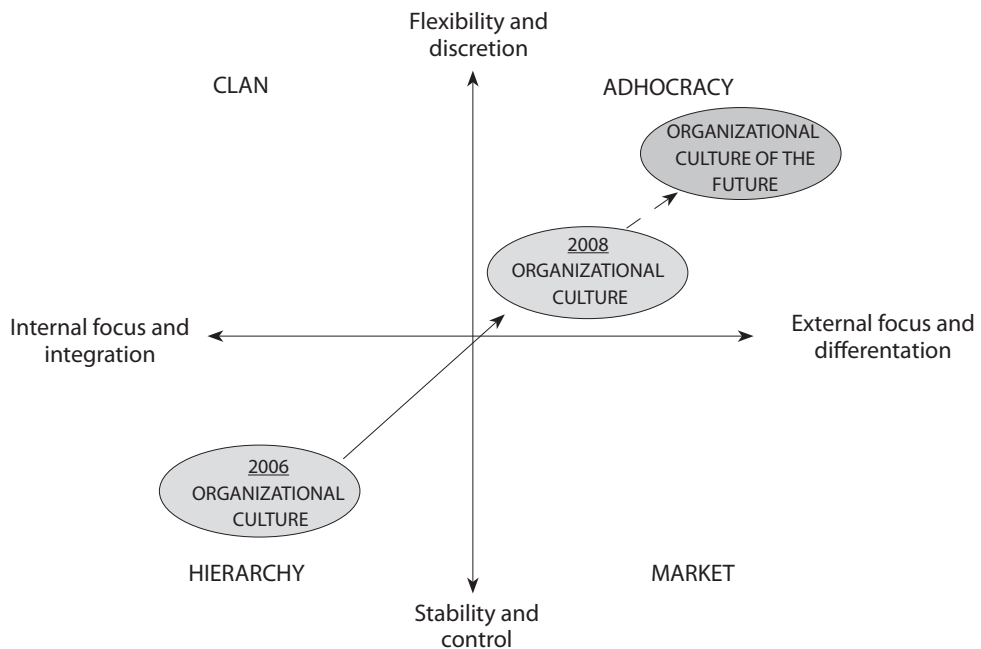 Flexibility and
discretion
CLAN
ADHOCRACY
ORGANIZATIONAL
CULTURE OF THE
FUTURE
2008
ORGANIZATIONAL
CULTURE
Internal focus and
integration
External focus and
differentation
2006
ORGANIZATIONAL
CULTURE
HIERARCHY
MARKET
Stability and
control